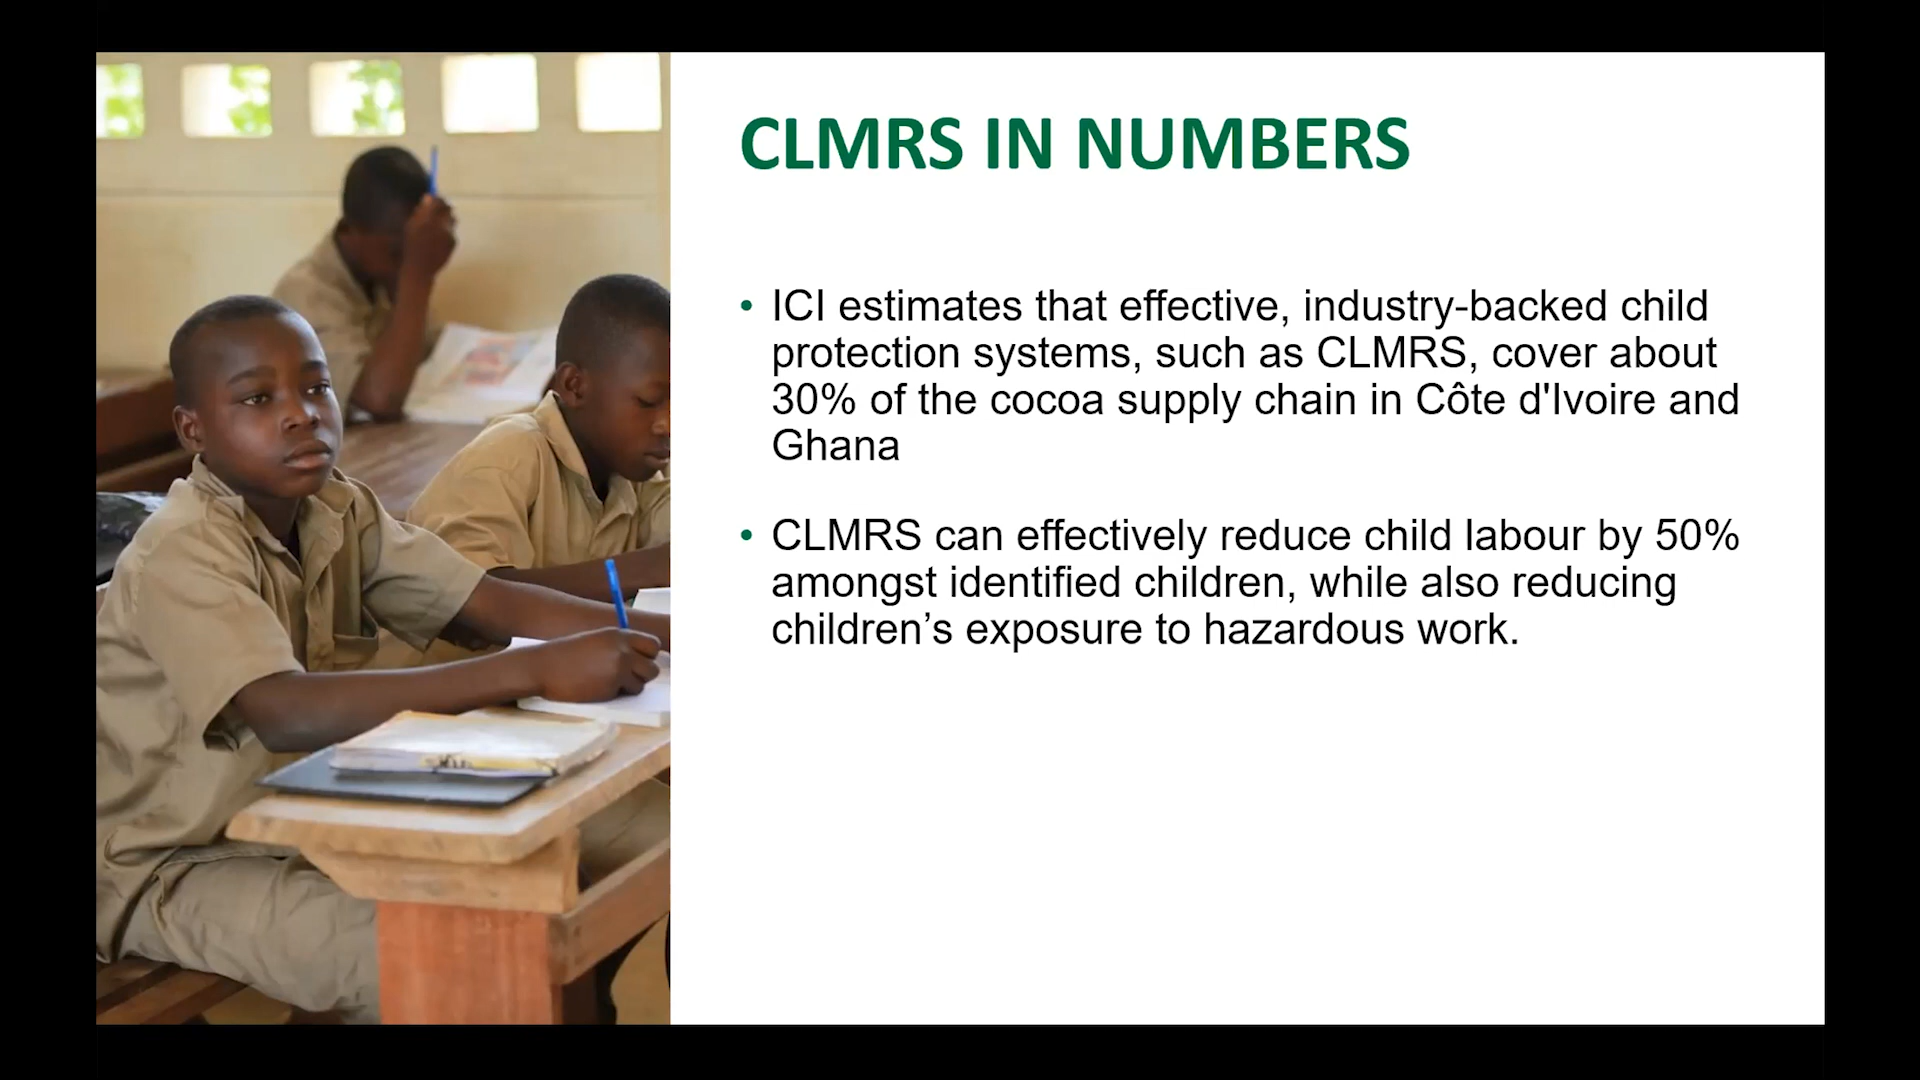 CLMRS IN NUMBERS
• ICI estimates that effective, industry-backed child
protection systems, such as CLMRS, cover about
30% of the cocoa supply chain in Côte d'Ivoire and
Ghana
• CLMRS can effectively reduce child labour by 50%
amongst identified children, while also reducing
children’s exposure to hazardous work.